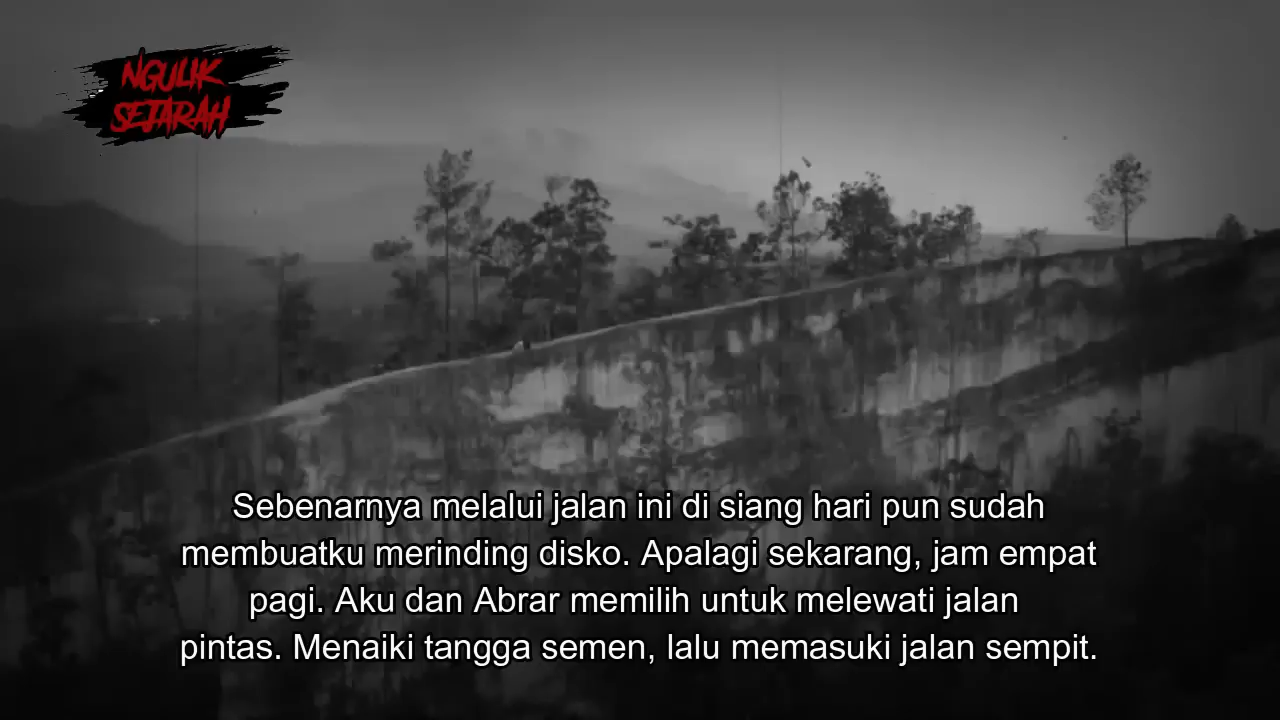 NGULIK
SEJARAH
Sebenarnya melalui jalan ini di siang hari pun sudah
membuatku merinding disko. Apalagi sekarang, jam empat
pagi. Aku dan Abrar memilih untuk melewati jalan
pintas. Menaiki tangga semen, lalu memasuki jalan sempit.